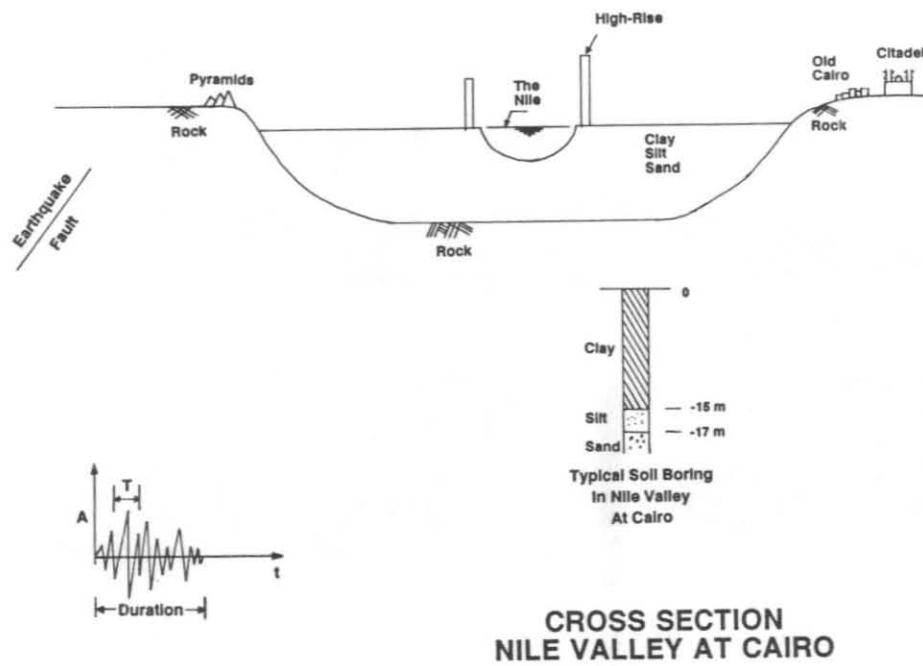 High-Rise
Pyramids
The
Nile
Old
Cairo
Citadel
Rock
Clay
Silt
Sand
Rock
Earthquake
Fault
Rock
0
Clay
-15 m
Silt
-17 m
Sand
Typical Soil Boring
In Nile Valley
At Cairo
T
A
t
Duration
CROSS SECTION
NILE VALLEY AT CAIRO